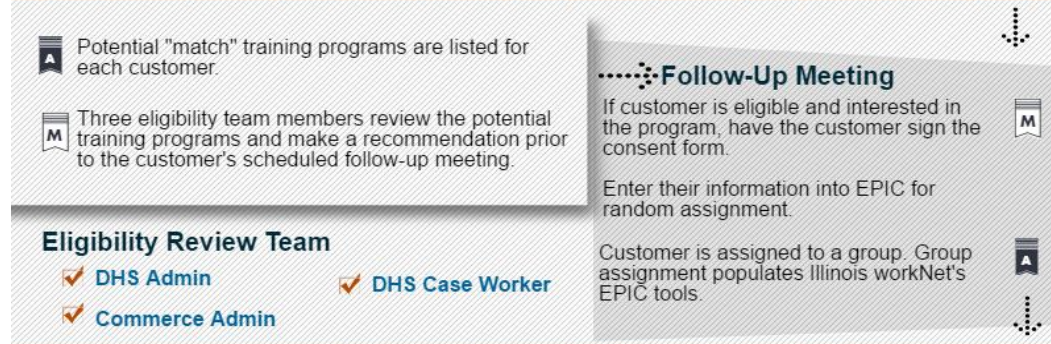 A
Potential "match" training programs are listed for
each customer.
M
Three eligibility team members review the potential
training programs and make a recommendation prior
to the customer's scheduled follow-up meeting.
Eligibility Review Team
DHS Admin
DHS Case Worker
Commerce Admin
Follow-Up Meeting
If customer is eligible and interested in
the program, have the customer sign the
consent form.
M
Enter their information into EPIC for
random assignment.
Customer is assigned to a group. Group
assignment populates Illinois workNet's
EPIC tools.
A